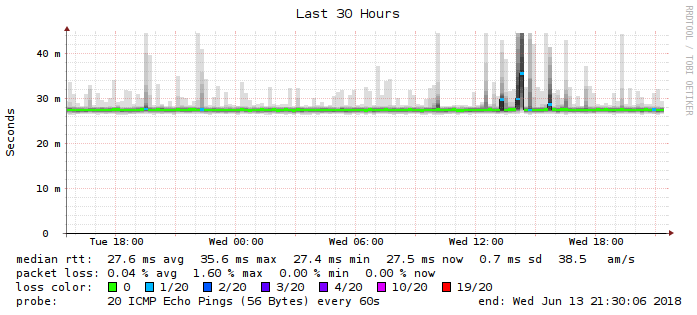 Last 30 Hours
RRDTOOL / TOBI OETIKER
Seconds
40 m
30 m
20 m
10 m
0
Tue 18:00 Wed 00:00 Wed 06:00 Wed 12:00 Wed 18:00
median rtt: 27.6 ms avg 35.6 ms max 27.4 ms min 27.5 ms now 0.7 ms sd 38.5 am/s
packet loss: 0.04 % avg 1.60 % max 0.00 % min 0.00 % now
loss color: 0 1/20 2/20 3/20 4/20 10/20 19/20
probe: 20 ICMP Echo Pings (56 Bytes) every 60s end: Wed Jun 13 21:30:06 2018